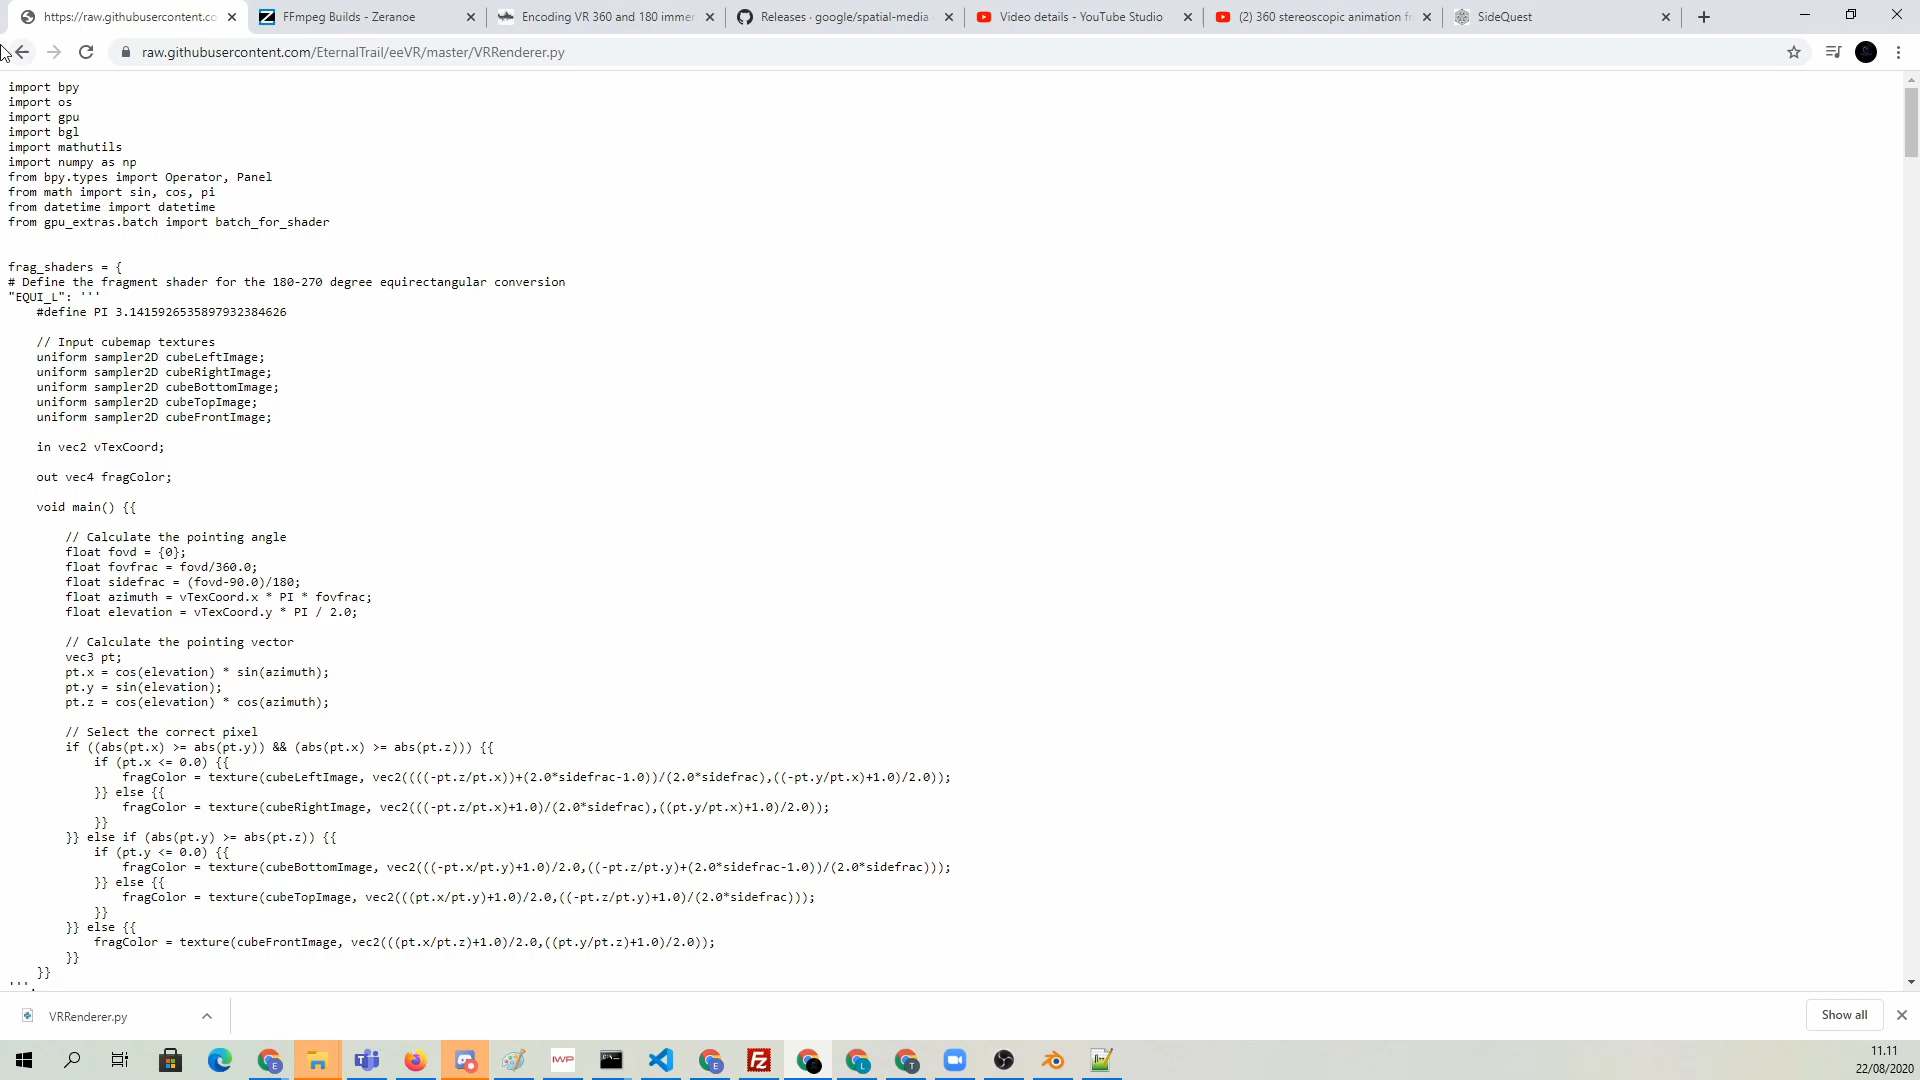 https://raw.githubusercontent.co
FFmpeg Builds - Zeranoe
Encoding VR 360 and 180 immer
Releases · google/spatial-media
Video details - YouTube Studio
(2) 360 stereoscopic animation fr
SideQuest
raw.githubusercontent.com/EternalTrail/eeVR/master/VRRenderer.py
import bpy
import os
import gpu
import bgl
import mathutils
import numpy as np
from bpy.types import Operator, Panel
from math import sin, cos, pi
from datetime import datetime
from gpu_extras.batch import batch_for_shader
frag_shaders = {
# Define the fragment shader for the 180-270 degree equirectangular conversion
"EQUI_L": '''
#define PI 3.1415926535897932384626
// Input cubemap textures
uniform sampler2D cubeLeftImage;
uniform sampler2D cubeRightImage;
uniform sampler2D cubeBottomImage;
uniform sampler2D cubeTopImage;
uniform sampler2D cubeFrontImage;
in vec2 vTexCoord;
out vec4 fragColor;
void main() {{
// Calculate the pointing angle
float fovd = {0};
float fovfrac = fovd/360.0;
float sidefrac = (fovd-90.0)/180;
float azimuth = vTexCoord.x * PI * fovfrac;
float elevation = vTexCoord.y * PI / 2.0;
// Calculate the pointing vector
vec3 pt;
pt.x = cos(elevation) * sin(azimuth);
pt.y = sin(elevation);
pt.z = cos(elevation) * cos(azimuth);
// Select the correct pixel
if ((abs(pt.x) >= abs(pt.y)) && (abs(pt.x) >= abs(pt.z))) {{
if (pt.x <= 0.0) {{
fragColor = texture(cubeLeftImage, vec2((((-pt.z/pt.x))+(2.0*sidefrac-1.0))/(2.0*sidefrac),((-pt.y/pt.x)+1.0)/2.0));
}} else {{
fragColor = texture(cubeRightImage, vec2(((-pt.z/pt.x)+1.0)/(2.0*sidefrac),((pt.y/pt.x)+1.0)/2.0));
}}
}} else if (abs(pt.y) >= abs(pt.z)) {{
if (pt.y <= 0.0) {{
fragColor = texture(cubeBottomImage, vec2(((-pt.x/pt.y)+1.0)/2.0,((-pt.z/pt.y)+(2.0*sidefrac-1.0))/(2.0*sidefrac)));
}} else {{
fragColor = texture(cubeTopImage, vec2(((pt.x/pt.y)+1.0)/2.0,((-pt.z/pt.y)+1.0)/(2.0*sidefrac)));
}}
}} else {{
fragColor = texture(cubeFrontImage, vec2(((pt.x/pt.z)+1.0)/2.0,((pt.y/pt.z)+1.0)/2.0));
}}
}}
''',
VRRenderer.py
Show all
IWP
E
E
L
T
11.11
22/08/2020